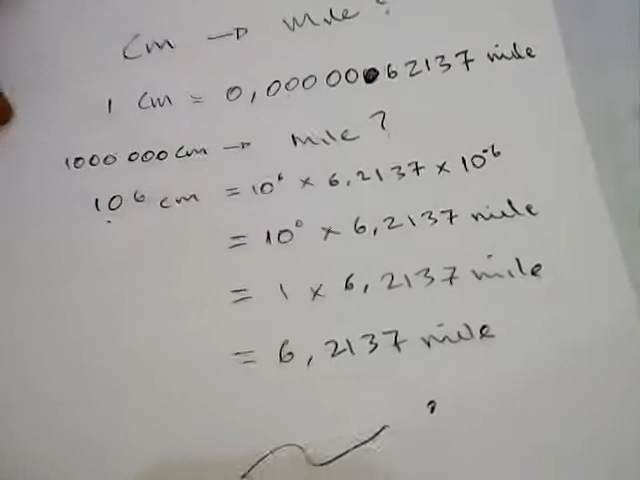 Cm → Mile ?
1 Cm = 0,00000062137 mile
1000 000 cm → Mile ?
10⁶ cm = 10⁶ × 6,2137 × 10⁻⁶
= 10⁰ × 6,2137 mile
= 1 × 6,2137 mile
= 6,2137 mile